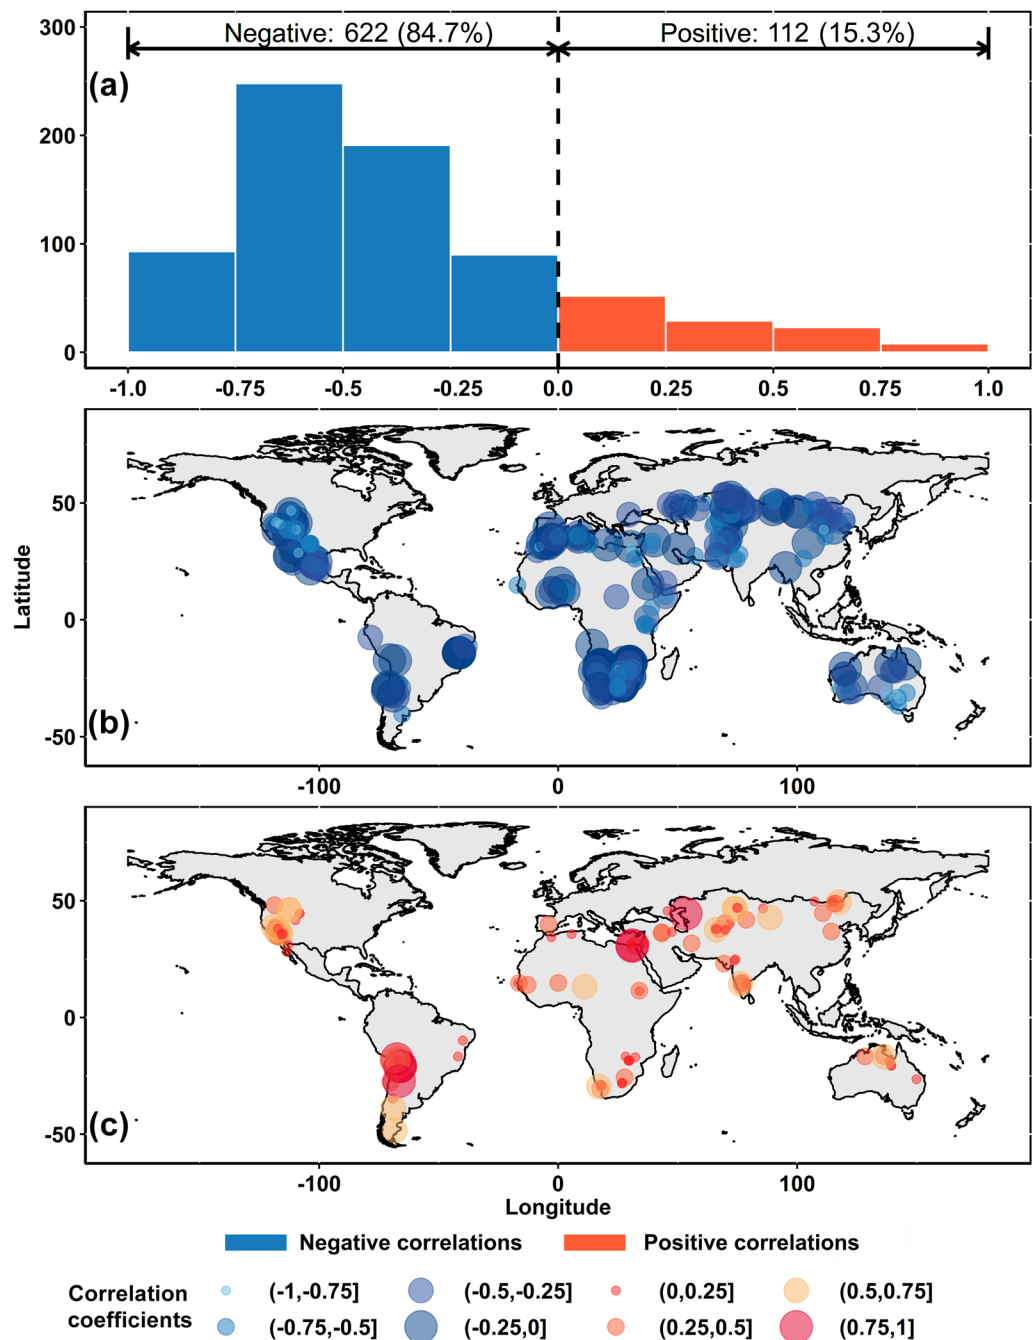 Negative: 622 (84.7%) Positive: 112 (15.3%)
(a)
300
200
100
0
-1.0 -0.75 -0.5 -0.25 0.0 0.25 0.5 0.75 1.0
(b)
50
0
-50
-100 0 100
Latitude
(c)
50
0
-50
-100 0 100
Longitude
Negative correlations Positive correlations
Correlation coefficients
(-1,-0.75] (-0.5,-0.25] (0,0.25] (0.5,0.75]
(-0.75,-0.5] (-0.25,0] (0.25,0.5] (0.75,1]